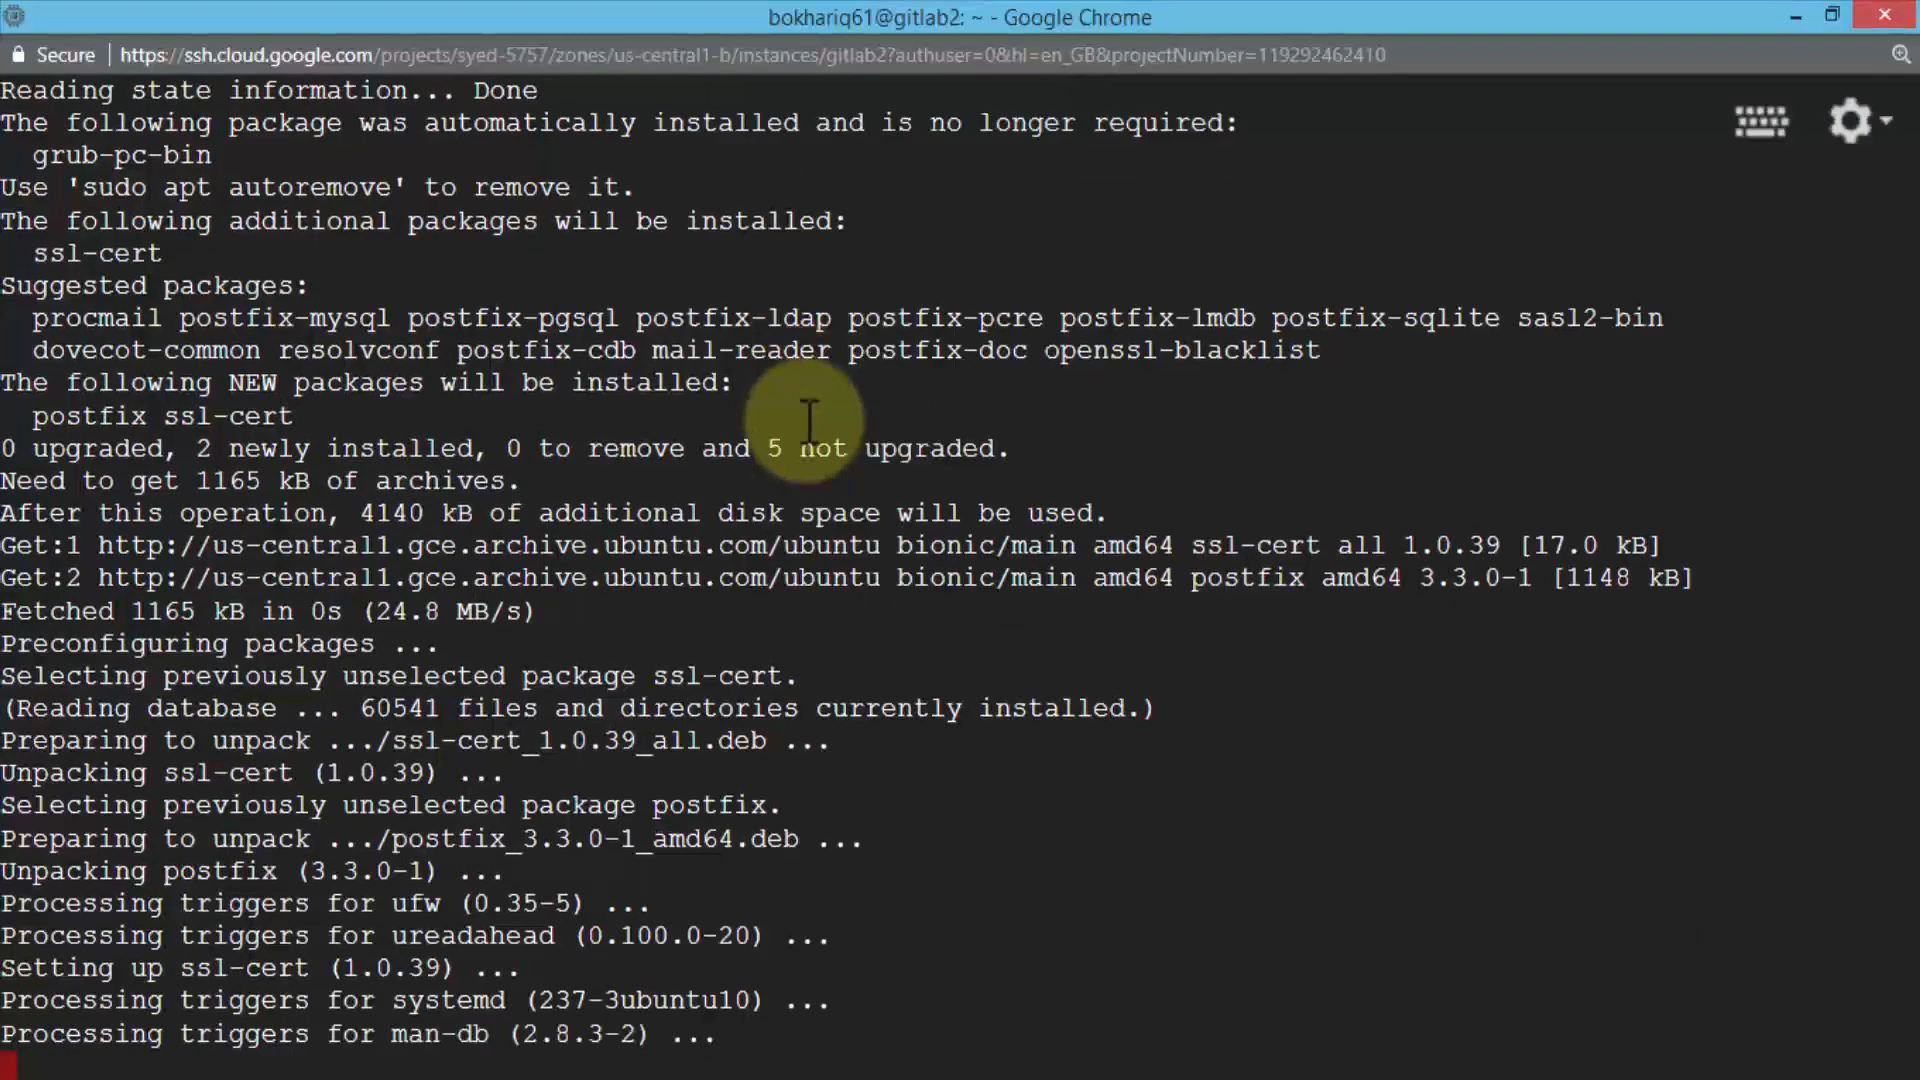 bokhariq61@gitlab2: ~ - Google Chrome
Secure https://ssh.cloud.google.com/projects/syed-5757/zones/us-central1-b/instances/gitlab2?authuser=0&hl=en_GB&projectNumber=119292462410
Reading state information... Done
The following package was automatically installed and is no longer required:
  grub-pc-bin
Use 'sudo apt autoremove' to remove it.
The following additional packages will be installed:
  ssl-cert
Suggested packages:
  procmail postfix-mysql postfix-pgsql postfix-ldap postfix-pcre postfix-lmdb postfix-sqlite sasl2-bin
  dovecot-common resolvconf postfix-cdb mail-reader postfix-doc openssl-blacklist
The following NEW packages will be installed:
  postfix ssl-cert
0 upgraded, 2 newly installed, 0 to remove and 5 not upgraded.
Need to get 1165 kB of archives.
After this operation, 4140 kB of additional disk space will be used.
Get:1 http://us-central1.gce.archive.ubuntu.com/ubuntu bionic/main amd64 ssl-cert all 1.0.39 [17.0 kB]
Get:2 http://us-central1.gce.archive.ubuntu.com/ubuntu bionic/main amd64 postfix amd64 3.3.0-1 [1148 kB]
Fetched 1165 kB in 0s (24.8 MB/s)
Preconfiguring packages ...
Selecting previously unselected package ssl-cert.
(Reading database ... 60541 files and directories currently installed.)
Preparing to unpack .../ssl-cert_1.0.39_all.deb ...
Unpacking ssl-cert (1.0.39) ...
Selecting previously unselected package postfix.
Preparing to unpack .../postfix_3.3.0-1_amd64.deb ...
Unpacking postfix (3.3.0-1) ...
Processing triggers for ufw (0.35-5) ...
Processing triggers for ureadahead (0.100.0-20) ...
Setting up ssl-cert (1.0.39) ...
Processing triggers for systemd (237-3ubuntu10) ...
Processing triggers for man-db (2.8.3-2) ...